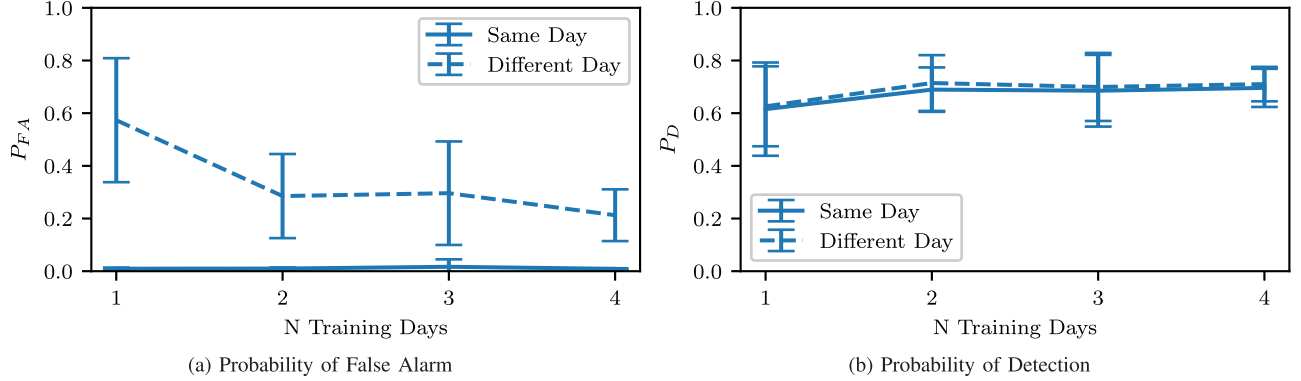 1.0
0.8
0.6
0.4
0.2
0.0
P_{FA}
Same Day
Different Day
1 2 3 4
N Training Days
(a) Probability of False Alarm
1.0
0.8
0.6
0.4
0.2
0.0
P_D
Same Day
Different Day
1 2 3 4
N Training Days
(b) Probability of Detection